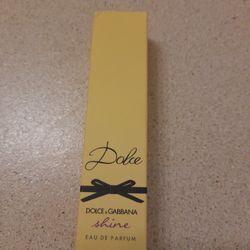 Dolce
DOLCE & GABBANA
shine
EAU DE PARFUM